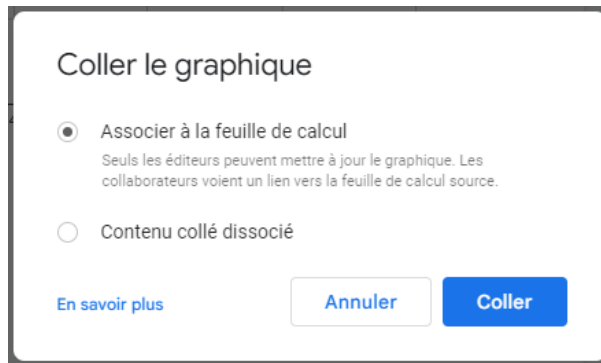 Coller le graphique
Associer à la feuille de calcul
Seuls les éditeurs peuvent mettre à jour le graphique. Les
collaborateurs voient un lien vers la feuille de calcul source.
Contenu collé dissocié
En savoir plus
Annuler
Coller